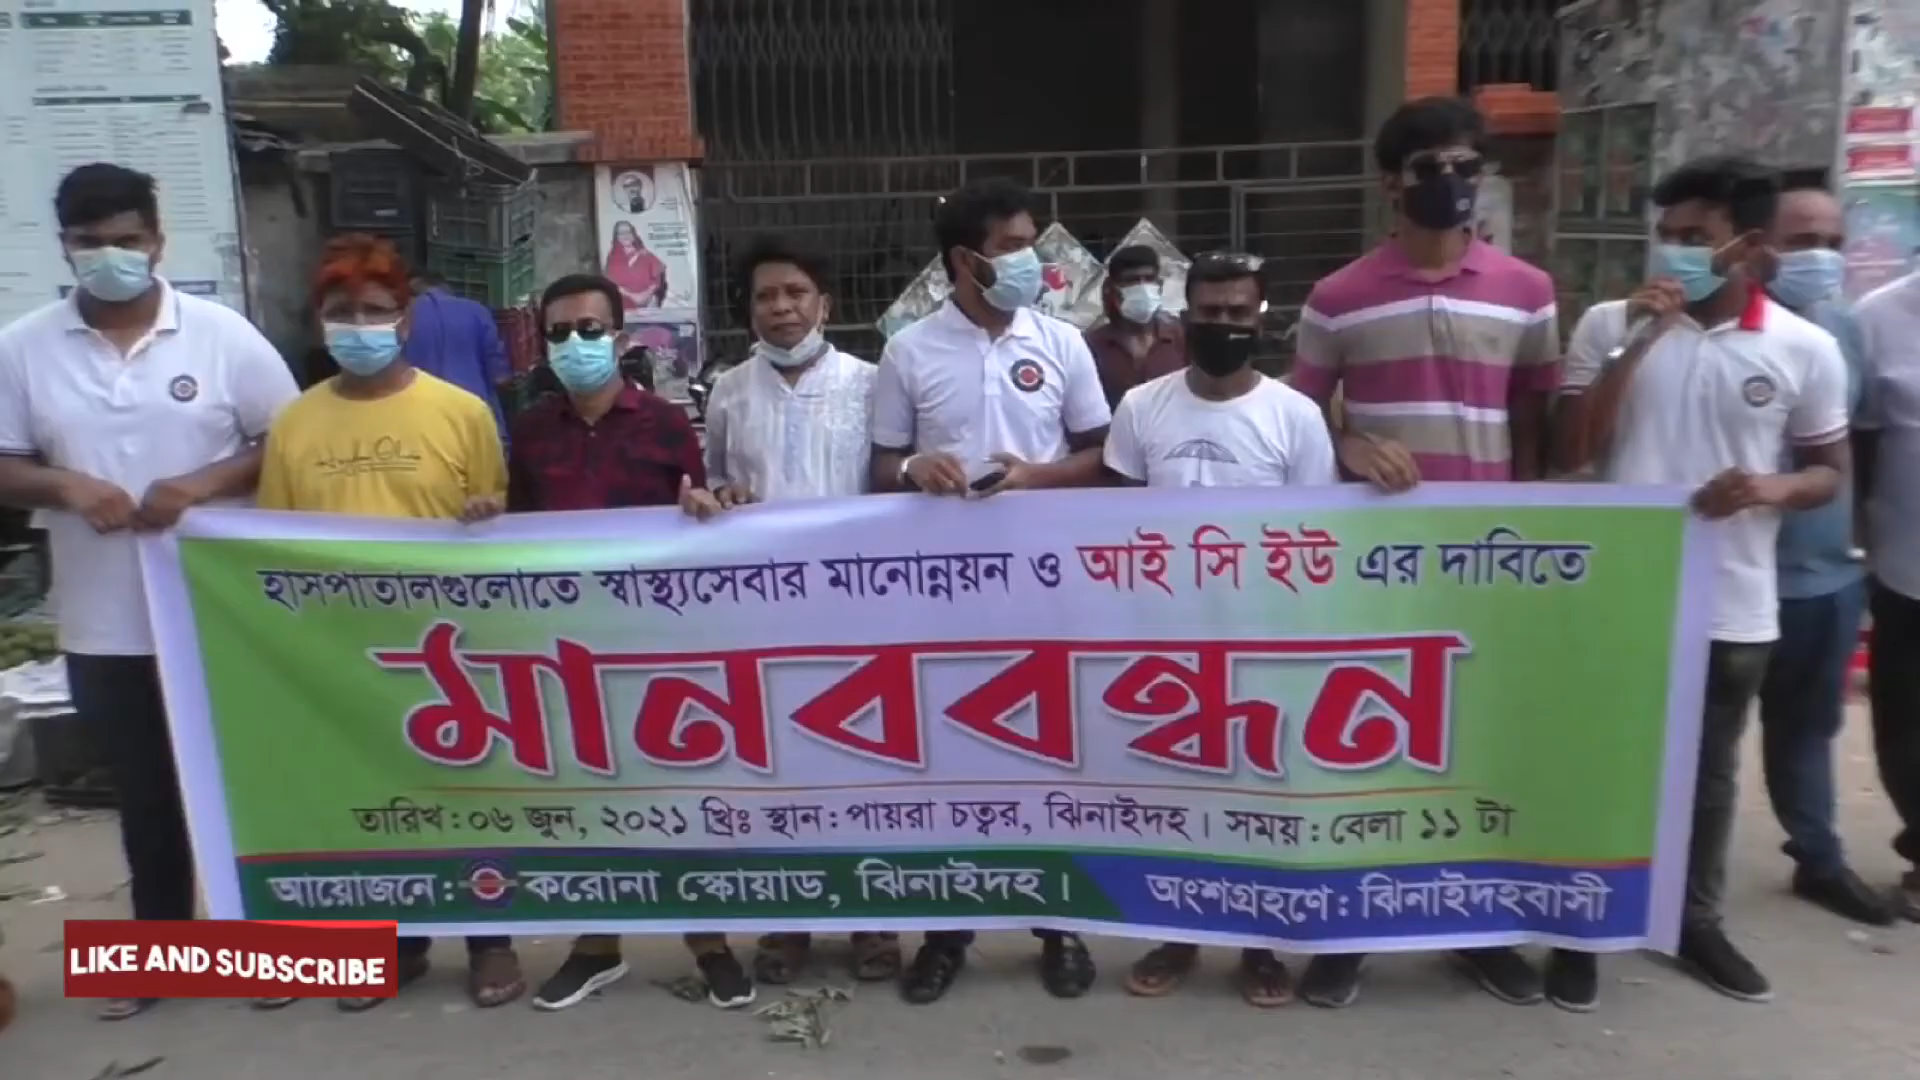 হাসপাতালগুলোতে স্বাস্থ্যসেবার মানোন্নয়ন ও আই সি ইউ এর দাবিতে
মানববন্ধন
তারিখ : ০৬ জুন, ২০২১ খ্রিঃ স্থান : পায়রা চত্বর, ঝিনাইদহ। সময় : বেলা ১১ টা
আয়োজনে : করোনা স্কোয়াড, ঝিনাইদহ।
অংশগ্রহণে : ঝিনাইদহবাসী
LIKE AND SUBSCRIBE